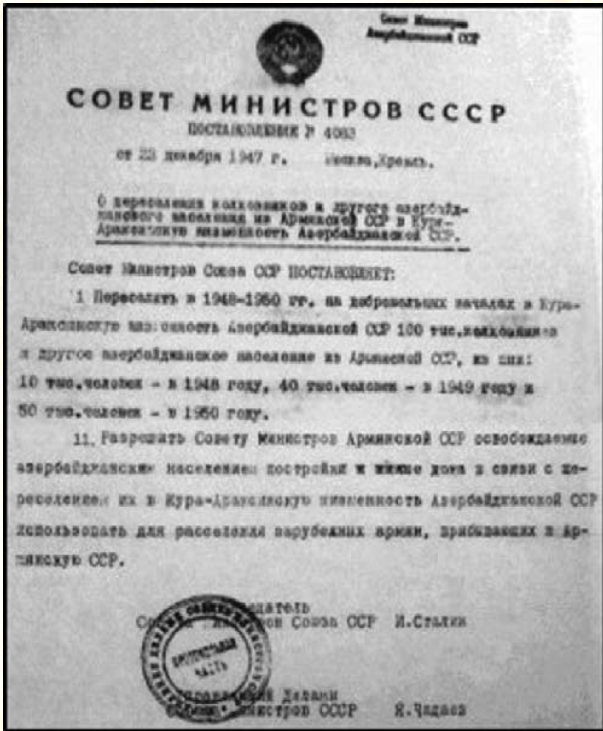 Совет Министров
Азербайджанской ССР
СОВЕТ МИНИСТРОВ СССР
ПОСТАНОВЛЕНИЕ № 4083
от 23 декабря 1947 г. Москва, Кремль.
О переселении колхозников и другого азербайд-
жанского населения из Армянской ССР в Кура-
Араксинскую низменность Азербайджанской ССР.
Совет Министров Союза ССР ПОСТАНОВЛЯЕТ:
1 Переселить в 1948-1950 гг. на добровольных началах в Кура-
Араксинскую низменность Азербайджанской ССР 100 тыс.колхозников
и другое азербайджанское население из Армянской ССР, из них:
10 тыс.человек - в 1948 году, 40 тыс.человек - в 1949 году и
50 тыс.человек - в 1950 году.
11. Разрешить Совету Министров Армянской ССР освобождаемые
азербайджанским населением постройки и жилые дома в связи с пе-
реселением их в Кура-Араксинскую низменность Азербайджанской ССР
использовать для расселения зарубежных армян, прибывающих в Ар-
мянскую ССР.
Союза ССР И.Сталин
ЧАСТЬ
Делами
СССР Я.Чадаев